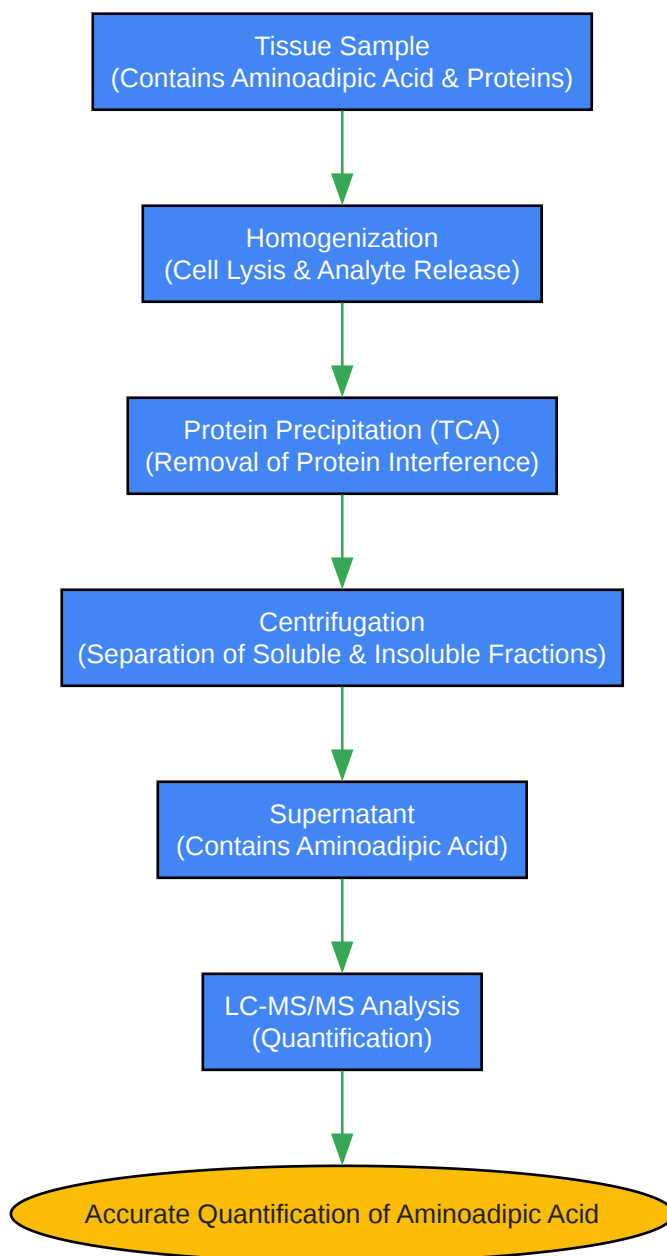 Tissue Sample
(Contains Aminoadipic Acid & Proteins)
Homogenization
(Cell Lysis & Analyte Release)
Protein Precipitation (TCA)
(Removal of Protein Interference)
Centrifugation
(Separation of Soluble & Insoluble Fractions)
Supernatant
(Contains Aminoadipic Acid)
LC-MS/MS Analysis
(Quantification)
Accurate Quantification of Aminoadipic Acid